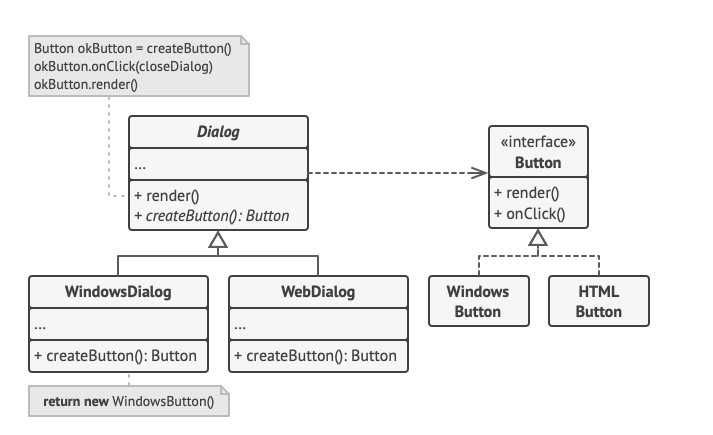 Button okButton = createButton()
okButton.onClick(closeDialog)
okButton.render()
Dialog
...
+ render()
+ createButton(): Button
«interface»
Button
+ render()
+ onClick()
WindowsDialog
...
+ createButton(): Button
WebDialog
...
+ createButton(): Button
Windows
Button
HTML
Button
return new WindowsButton()